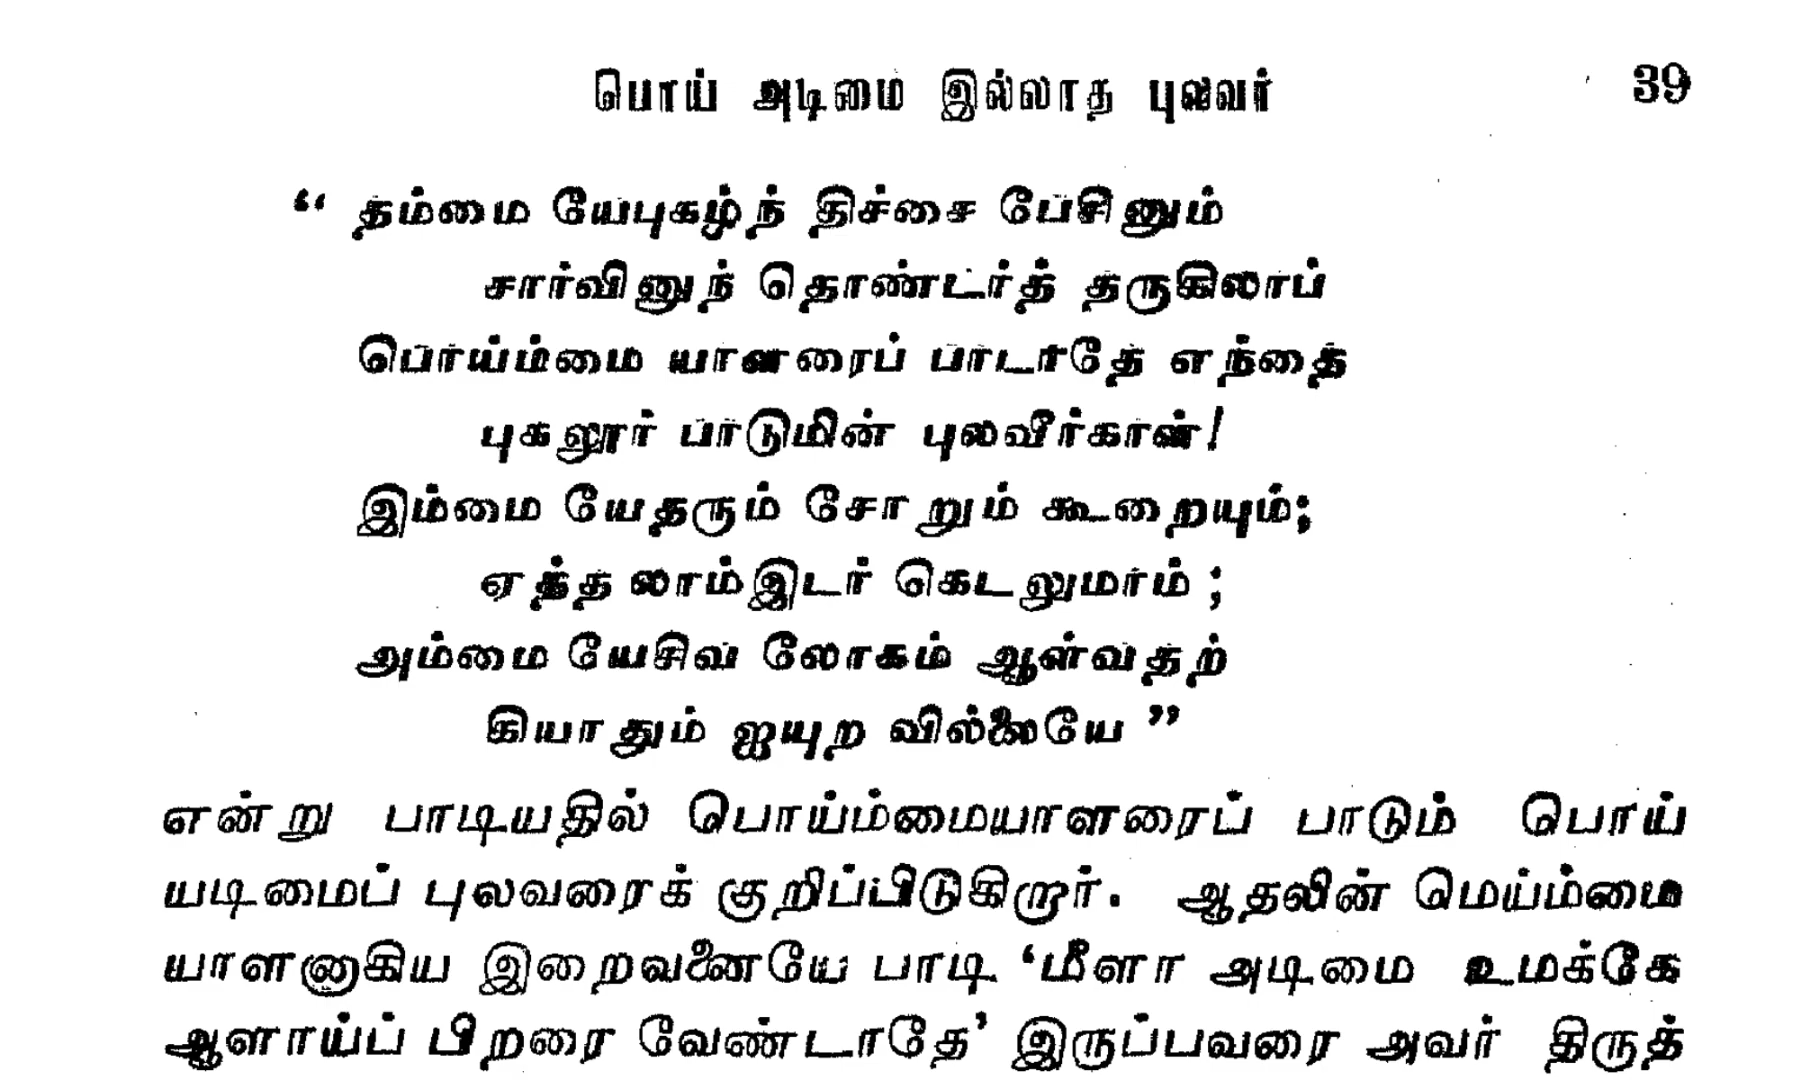 பொய் அடிமை இல்லாத புலவர் 39
“ தம்மை யேபுகழ்ந் திச்சை பேசினும்
சார்வினுந் தொண்டர்த் தருகிலாப்
பொய்ம்மை யாளரைப் பாடாதே எந்தை
புகலூர் பாடுமின் புலவீர்காள்!
இம்மை யேதரும் சோறும் கூறையும்;
ஏத்த லாம்இடர் கெடலுமாம் ;
அம்மை யேசிவ லோகம் ஆள்வதற்
கியாதும் ஐயுற வில்லையே ”
என்று பாடியதில் பொய்ம்மையாளரைப் பாடும் பொய்
யடிமைப் புலவரைக் குறிப்பிடுகிறார். ஆதலின் மெய்ம்மை
யாளனாகிய இறைவனையே பாடி ‘மீளா அடிமை உமக்கே
ஆளாய்ப் பிறரை வேண்டாதே’ இருப்பவரை அவர் திருத்